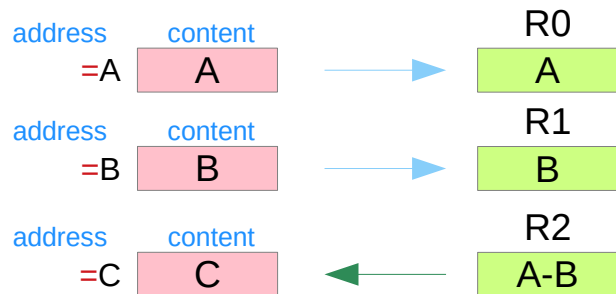 address content R0
=A A A
address content R1
=B B B
address content R2
=C C A-B